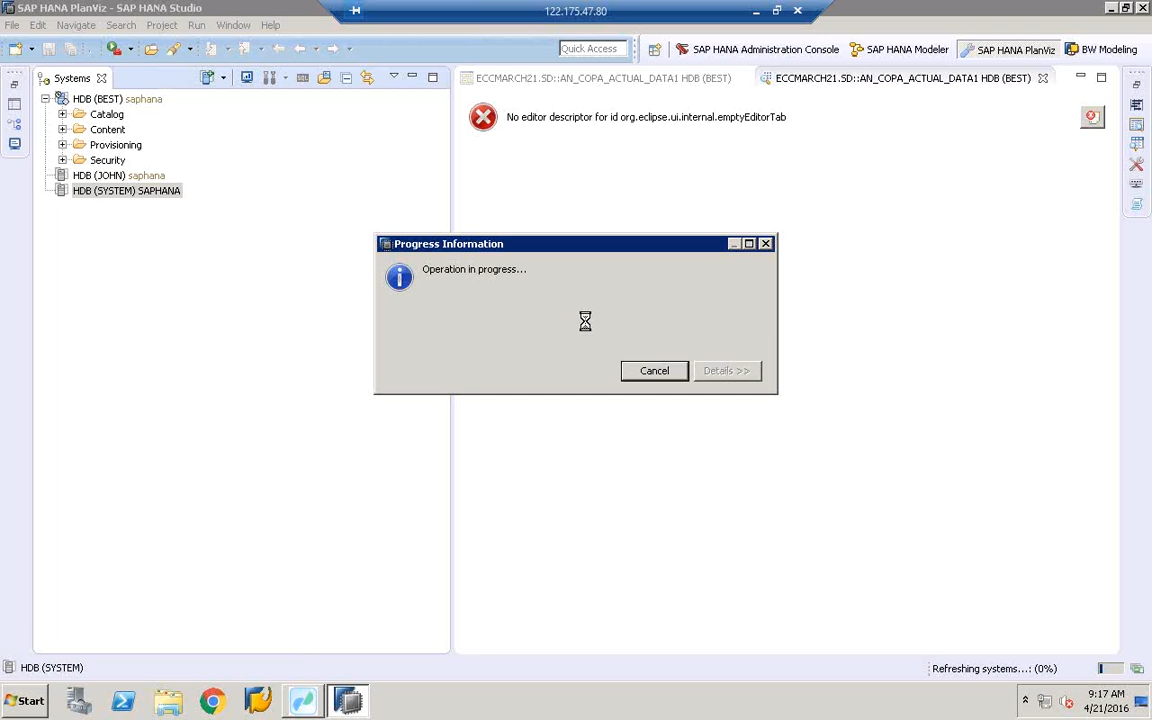 SAP HANA PlanViz - SAP HANA Studio
122.175.47.80
File Edit Navigate Search Project Run Window Help
Quick Access
SAP HANA Administration Console
SAP HANA Modeler
SAP HANA PlanViz
BW Modeling
Systems
ECCMARCH21.SD::AN_COPA_ACTUAL_DATA1 HDB (BEST)
ECCMARCH21.SD::AN_COPA_ACTUAL_DATA1 HDB (BEST)
HDB (BEST) saphana
Catalog
Content
Provisioning
Security
HDB (JOHN) saphana
HDB (SYSTEM) SAPHANA
No editor descriptor for id org.eclipse.ui.internal.emptyEditorTab
Progress Information
Operation in progress...
Cancel
Details >>
HDB (SYSTEM)
Refreshing systems...: (0%)
Start
9:17 AM
4/21/2016